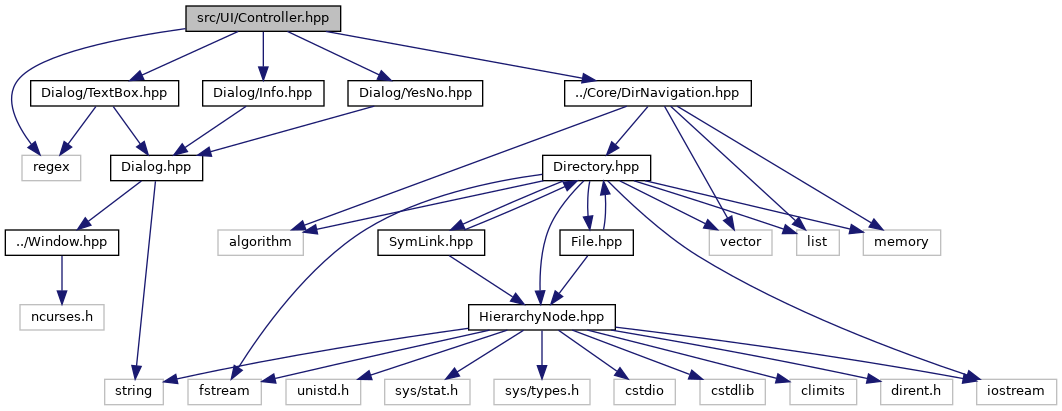 src/UI/Controller.hpp
Dialog/TextBox.hpp
Dialog/Info.hpp
Dialog/YesNo.hpp
../Core/DirNavigation.hpp
regex
Dialog.hpp
Directory.hpp
../Window.hpp
algorithm
SymLink.hpp
File.hpp
vector
list
memory
ncurses.h
HierarchyNode.hpp
string
fstream
unistd.h
sys/stat.h
sys/types.h
cstdio
cstdlib
climits
dirent.h
iostream